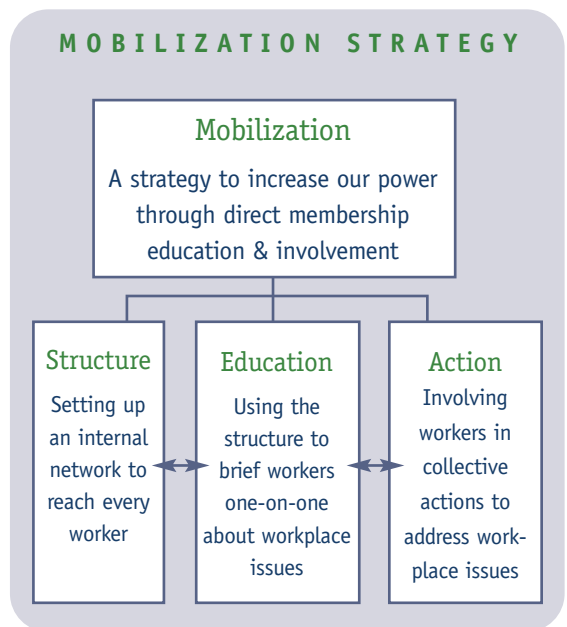 MOBILIZATION STRATEGY
Mobilization
A strategy to increase our power
through direct membership
education & involvement
Structure
Setting up
an internal
network to
reach every
worker
Education
Using the
structure to
brief workers
one-on-one
about workplace
issues
Action
Involving
workers in
collective
actions to
address work-
place issues